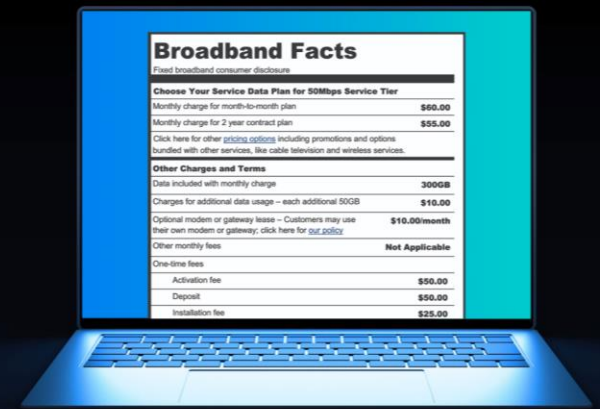 Broadband Facts
Fixed broadband consumer disclosure
Choose Your Service Data Plan for 50Mbps Service Tier
Monthly charge for month-to-month plan $60.00
Monthly charge for 2 year contract plan $55.00
Click here for other pricing options including promotions and options
bundled with other services, like cable television and wireless services.
Other Charges and Terms
Data included with monthly charge 300GB
Charges for additional data usage – each additional 50GB $10.00
Optional modem or gateway lease – Customers may use $10.00/month
their own modem or gateway; click here for our policy
Other monthly fees Not Applicable
One-time fees
Activation fee $50.00
Deposit $50.00
Installation fee $25.00